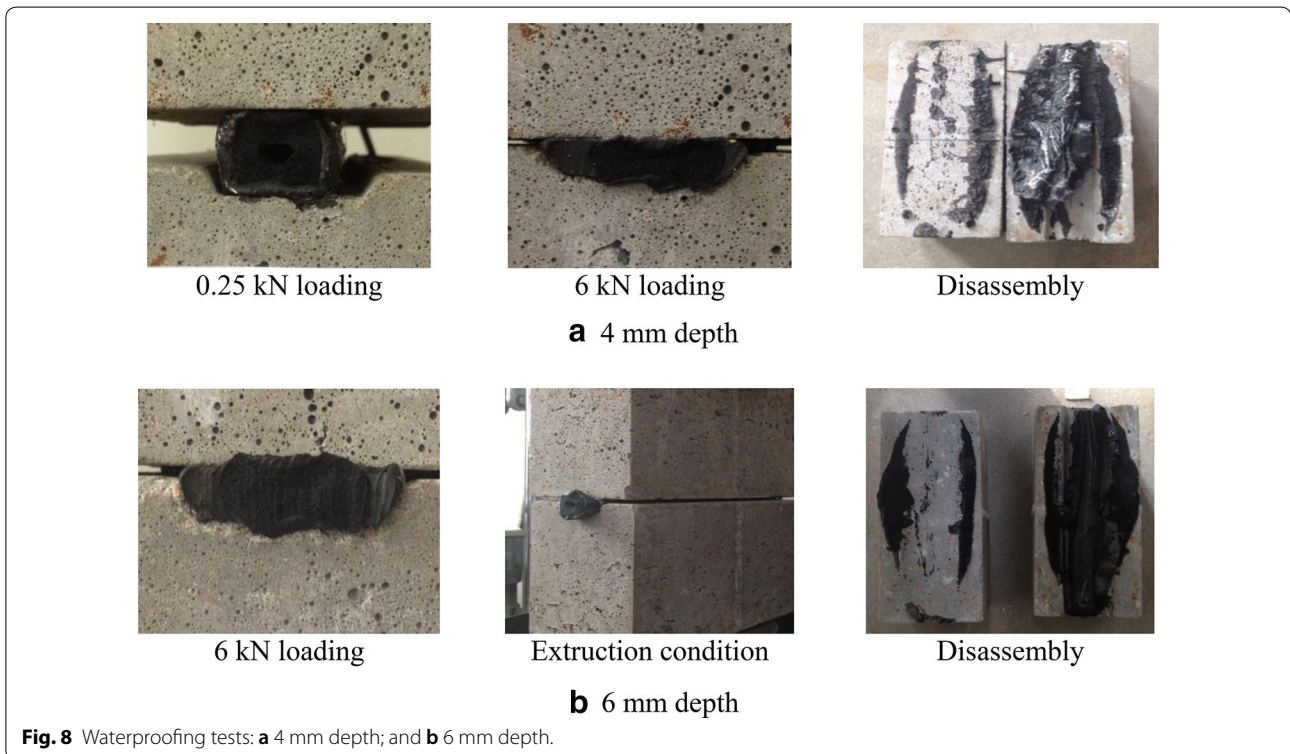 0.25 kN loading
6 kN loading
Disassembly
a 4 mm depth
6 kN loading
Extruction condition
Disassembly
b 6 mm depth
Fig. 8 Waterproofing tests: a 4 mm depth; and b 6 mm depth.